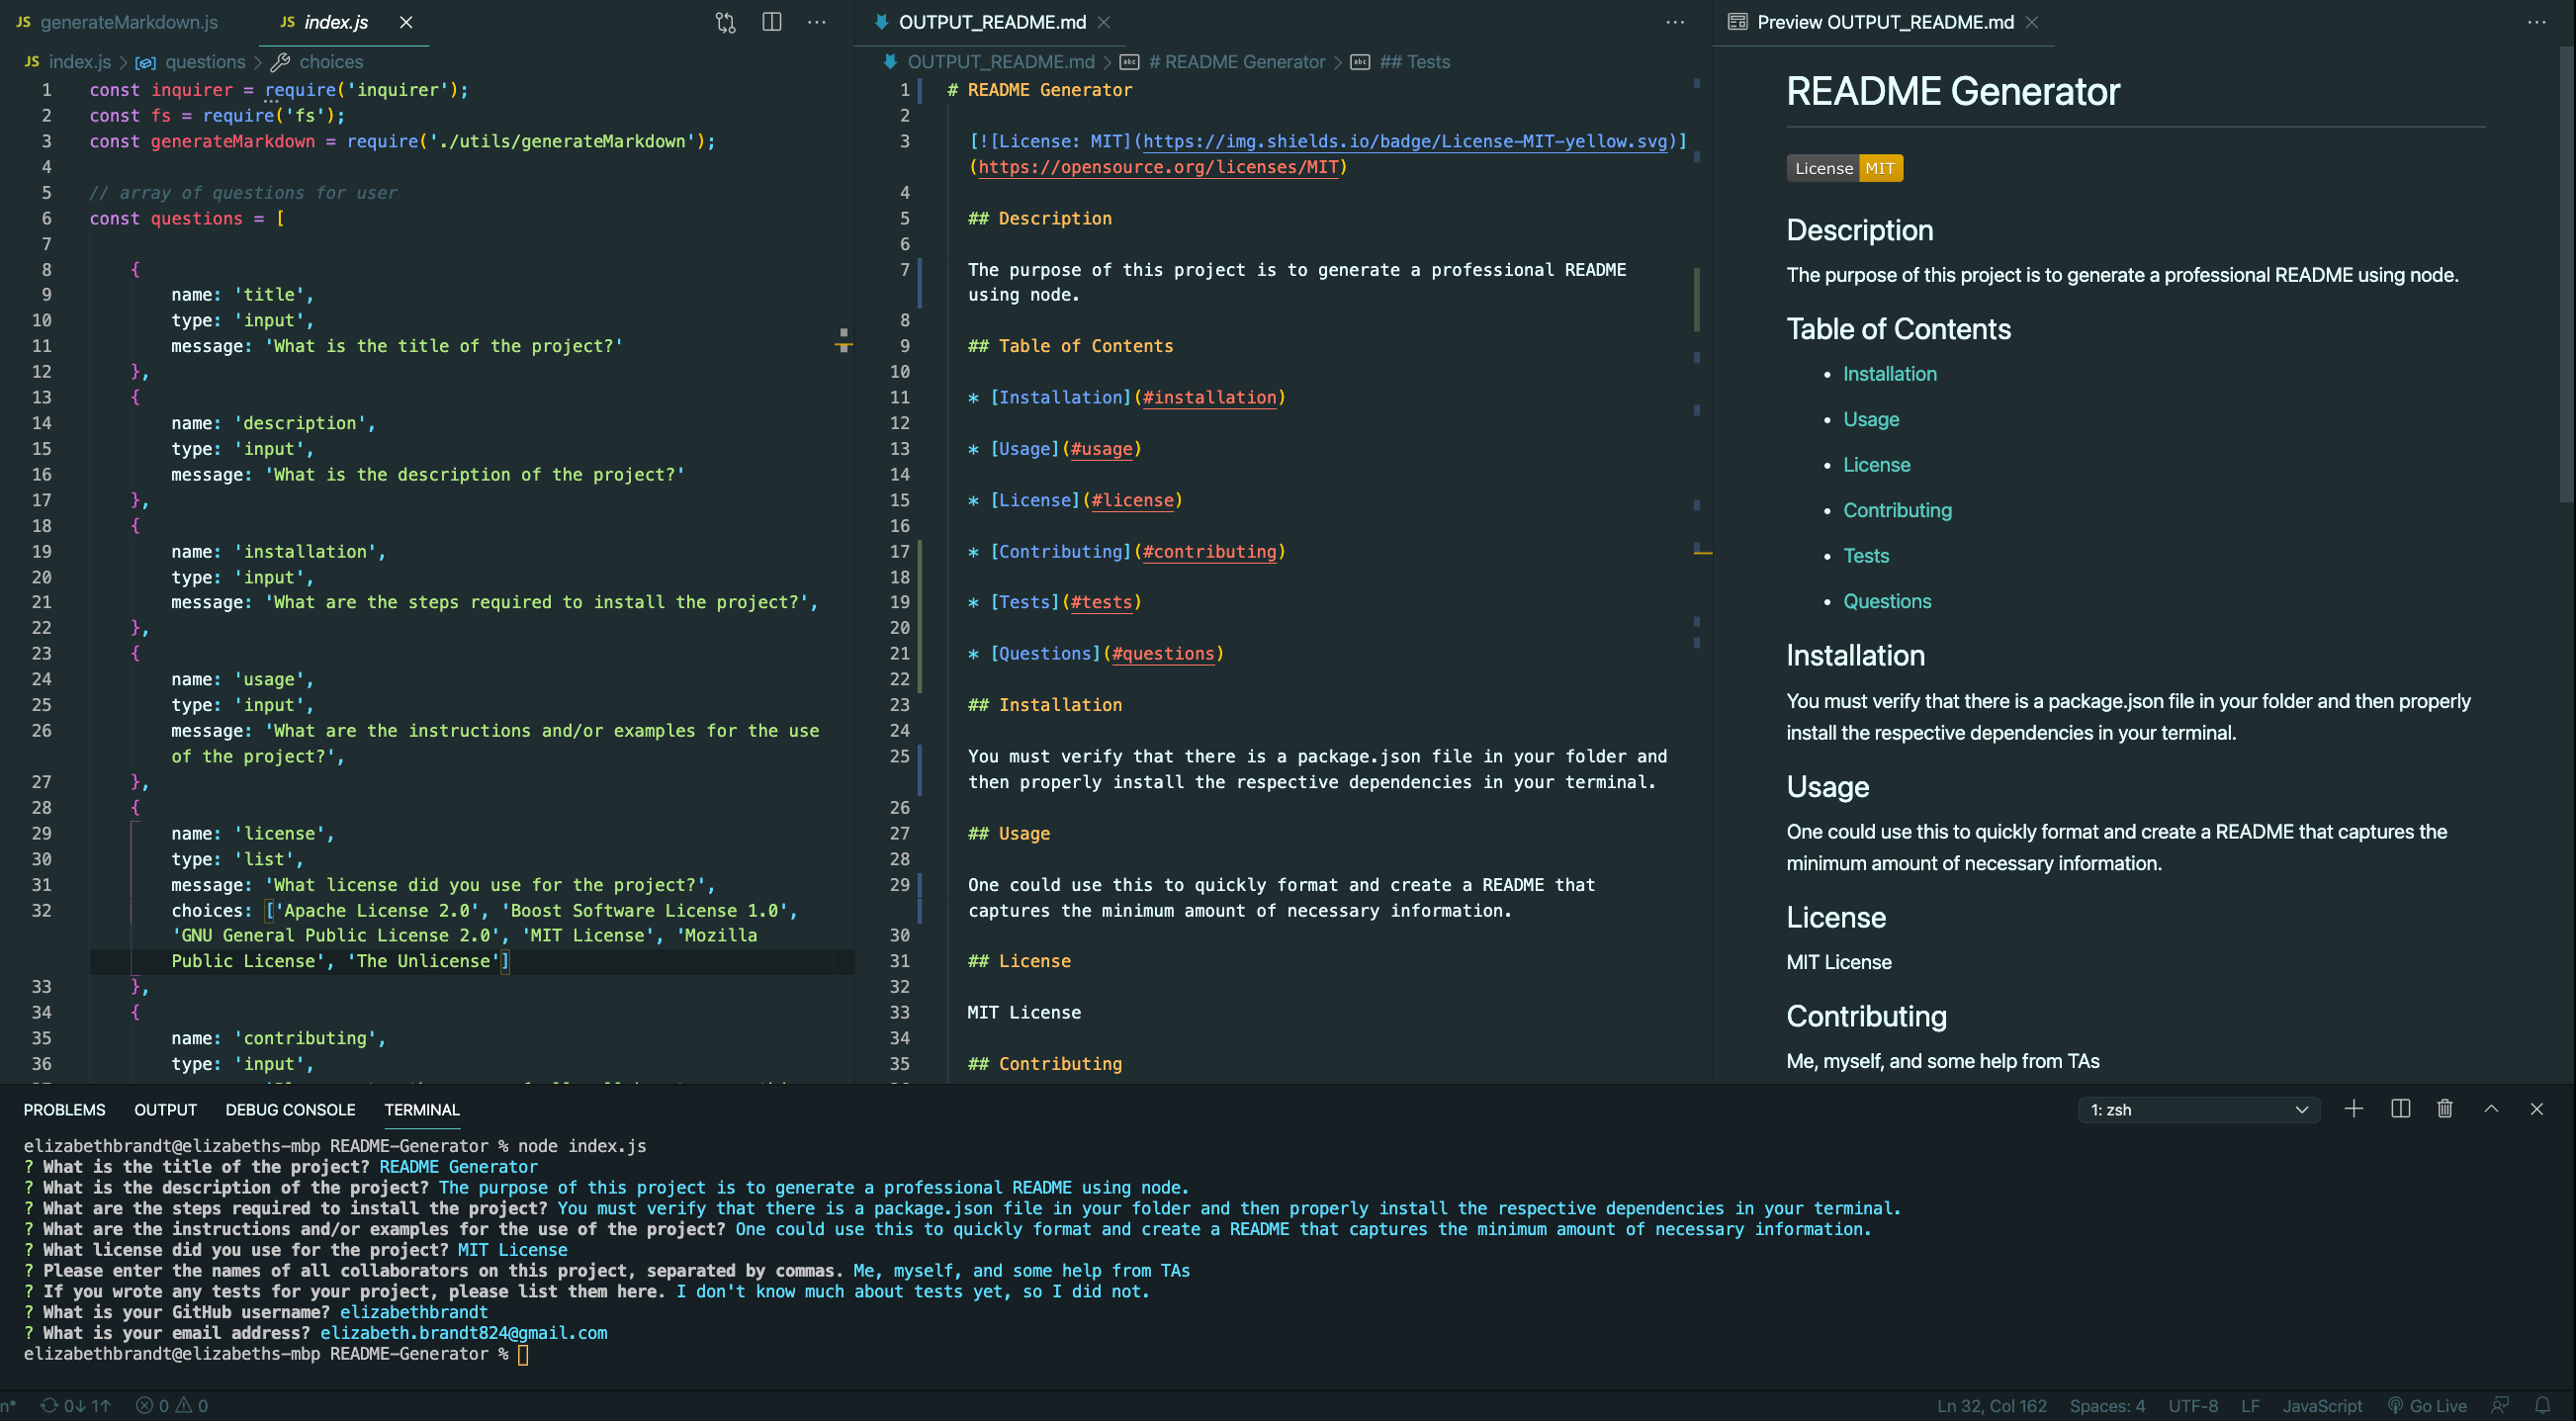 JS generateMarkdown.js
JS index.js
JS index.js > questions > choices
1 const inquirer = require('inquirer');
2 const fs = require('fs');
3 const generateMarkdown = require('./utils/generateMarkdown');
4
5 // array of questions for user
6 const questions = [
7
8 {
9 name: 'title',
10 type: 'input',
11 message: 'What is the title of the project?'
12 },
13 {
14 name: 'description',
15 type: 'input',
16 message: 'What is the description of the project?'
17 },
18 {
19 name: 'installation',
20 type: 'input',
21 message: 'What are the steps required to install the project?',
22 },
23 {
24 name: 'usage',
25 type: 'input',
26 message: 'What are the instructions and/or examples for the use
of the project?',
27 },
28 {
29 name: 'license',
30 type: 'list',
31 message: 'What license did you use for the project?',
32 choices: ['Apache License 2.0', 'Boost Software License 1.0',
'GNU General Public License 2.0', 'MIT License', 'Mozilla
Public License', 'The Unlicense']
33 },
34 {
35 name: 'contributing',
36 type: 'input',
OUTPUT_README.md
OUTPUT_README.md > # README Generator > ## Tests
1 # README Generator
2
3 [![License: MIT](https://img.shields.io/badge/License-MIT-yellow.svg)]
(https://opensource.org/licenses/MIT)
4
5 ## Description
6
7 The purpose of this project is to generate a professional README
using node.
8
9 ## Table of Contents
10
11 * [Installation](#installation)
12
13 * [Usage](#usage)
14
15 * [License](#license)
16
17 * [Contributing](#contributing)
18
19 * [Tests](#tests)
20
21 * [Questions](#questions)
22
23 ## Installation
24
25 You must verify that there is a package.json file in your folder and
then properly install the respective dependencies in your terminal.
26
27 ## Usage
28
29 One could use this to quickly format and create a README that
captures the minimum amount of necessary information.
30
31 ## License
32
33 MIT License
34
35 ## Contributing
Preview OUTPUT_README.md
README Generator
License MIT
Description
The purpose of this project is to generate a professional README using node.
Table of Contents
• Installation
• Usage
• License
• Contributing
• Tests
• Questions
Installation
You must verify that there is a package.json file in your folder and then properly
install the respective dependencies in your terminal.
Usage
One could use this to quickly format and create a README that captures the
minimum amount of necessary information.
License
MIT License
Contributing
Me, myself, and some help from TAs
PROBLEMS OUTPUT DEBUG CONSOLE TERMINAL
1: zsh
elizabethbrandt@elizabeths-mbp README-Generator % node index.js
? What is the title of the project? README Generator
? What is the description of the project? The purpose of this project is to generate a professional README using node.
? What are the steps required to install the project? You must verify that there is a package.json file in your folder and then properly install the respective dependencies in your terminal.
? What are the instructions and/or examples for the use of the project? One could use this to quickly format and create a README that captures the minimum amount of necessary information.
? What license did you use for the project? MIT License
? Please enter the names of all collaborators on this project, separated by commas. Me, myself, and some help from TAs
? If you wrote any tests for your project, please list them here. I don't know much about tests yet, so I did not.
? What is your GitHub username? elizabethbrandt
? What is your email address? elizabeth.brandt824@gmail.com
elizabethbrandt@elizabeths-mbp README-Generator %
n* 0↓ 1↑ 0 0
Ln 32, Col 162 Spaces: 4 UTF-8 LF JavaScript Go Live